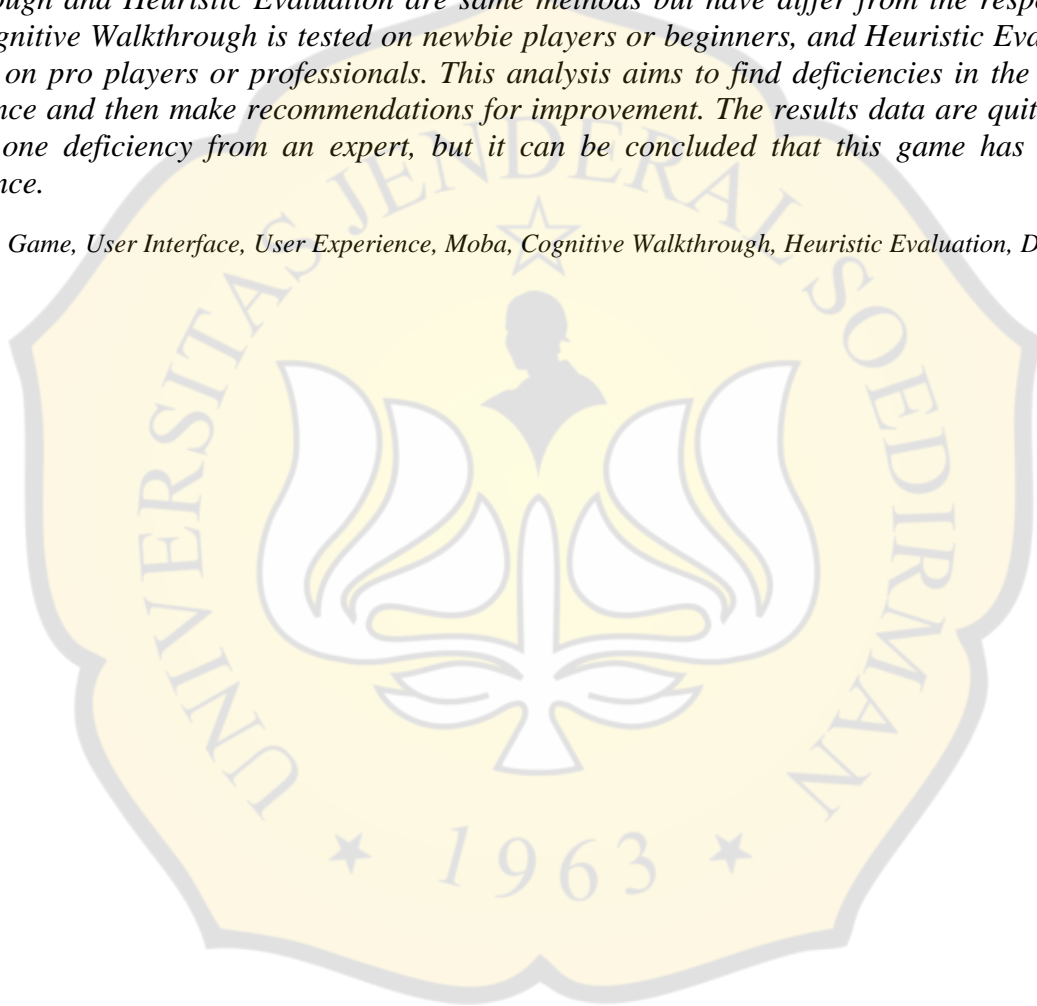 ough and Heuristic Evaluation are same methods but have differ from the respo
gnitive Walkthrough is tested on newbie players or beginners, and Heuristic Eva
on pro players or professionals. This analysis aims to find deficiencies in the
nce and then make recommendations for improvement. The results data are quit
one deficiency from an expert, but it can be concluded that this game has
nce.
Game, User Interface, User Experience, Moba, Cognitive Walkthrough, Heuristic Evaluation, D
UNIVERSITAS JENDERAL SOEDIRMAN
1963